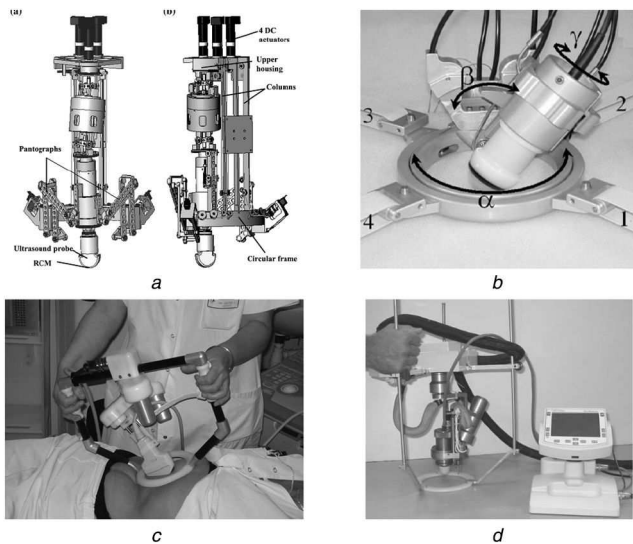 (a)
(b)
4 DC
actuators
Upper
housing
Columns
Pantographs
Ultrasound probe
RCM
Circular frame
a
γ
β
3
2
α
4
1
b
c
d